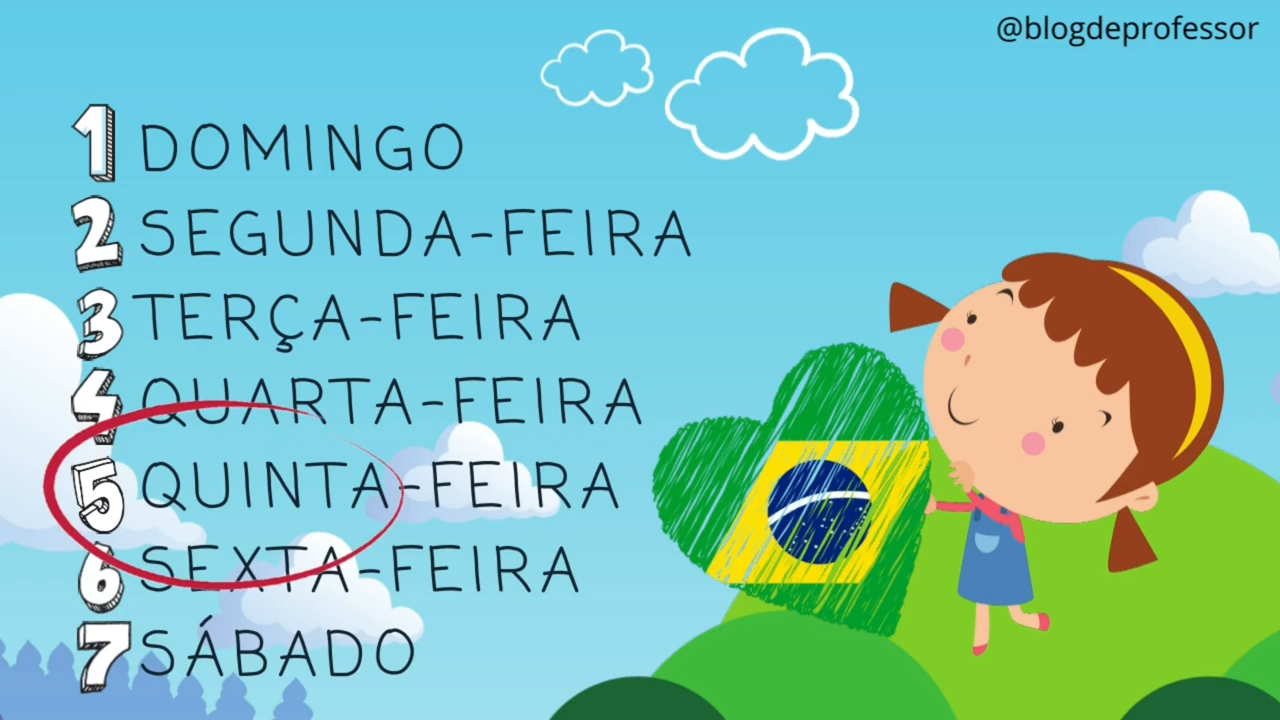 @blogdeprofessor
1 DOMINGO
2 SEGUNDA-FEIRA
3 TERÇA-FEIRA
4 QUARTA-FEIRA
5 QUINTA-FEIRA
6 SEXTA-FEIRA
7 SÁBADO